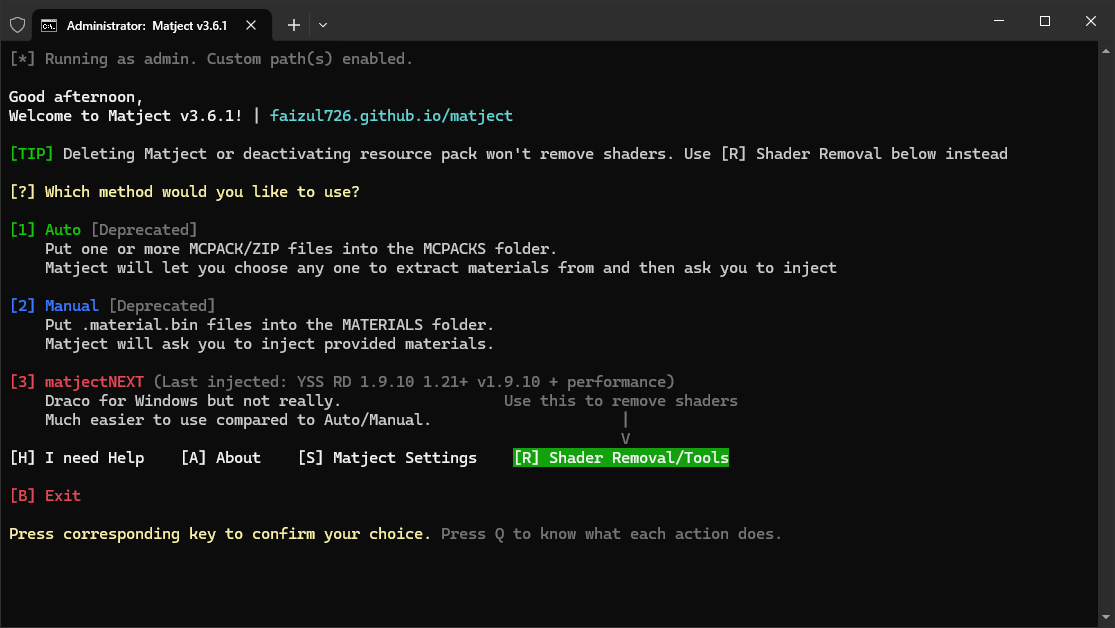 Administrator: Matject v3.6.1
[*] Running as admin. Custom path(s) enabled.
Good afternoon,
Welcome to Matject v3.6.1! | faizul726.github.io/matject
[TIP] Deleting Matject or deactivating resource pack won't remove shaders. Use [R] Shader Removal below instead
[?] Which method would you like to use?
[1] Auto [Deprecated]
Put one or more MCPACK/ZIP files into the MCPACKS folder.
Matject will let you choose any one to extract materials from and then ask you to inject
[2] Manual [Deprecated]
Put .material.bin files into the MATERIALS folder.
Matject will ask you to inject provided materials.
[3] matjectNEXT (Last injected: YSS RD 1.9.10 1.21+ v1.9.10 + performance)
Draco for Windows but not really. Use this to remove shaders
Much easier to use compared to Auto/Manual. |
V
[H] I need Help [A] About [S] Matject Settings [R] Shader Removal/Tools
[B] Exit
Press corresponding key to confirm your choice. Press Q to know what each action does.